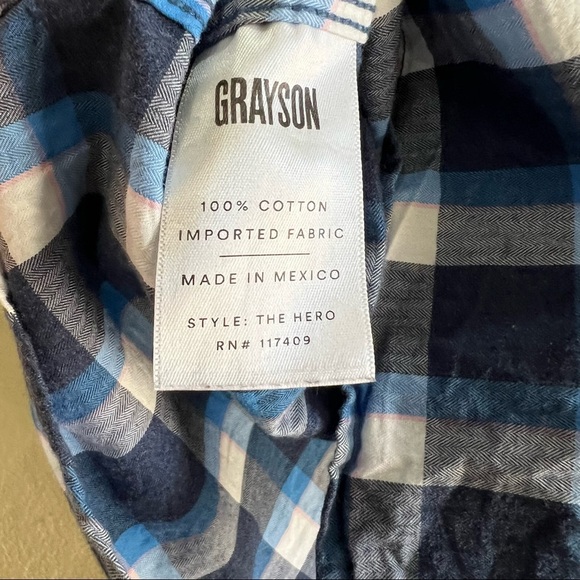 GRAYSON
100% COTTON
IMPORTED FABRIC
MADE IN MEXICO
STYLE: THE HERO
RN# 117409